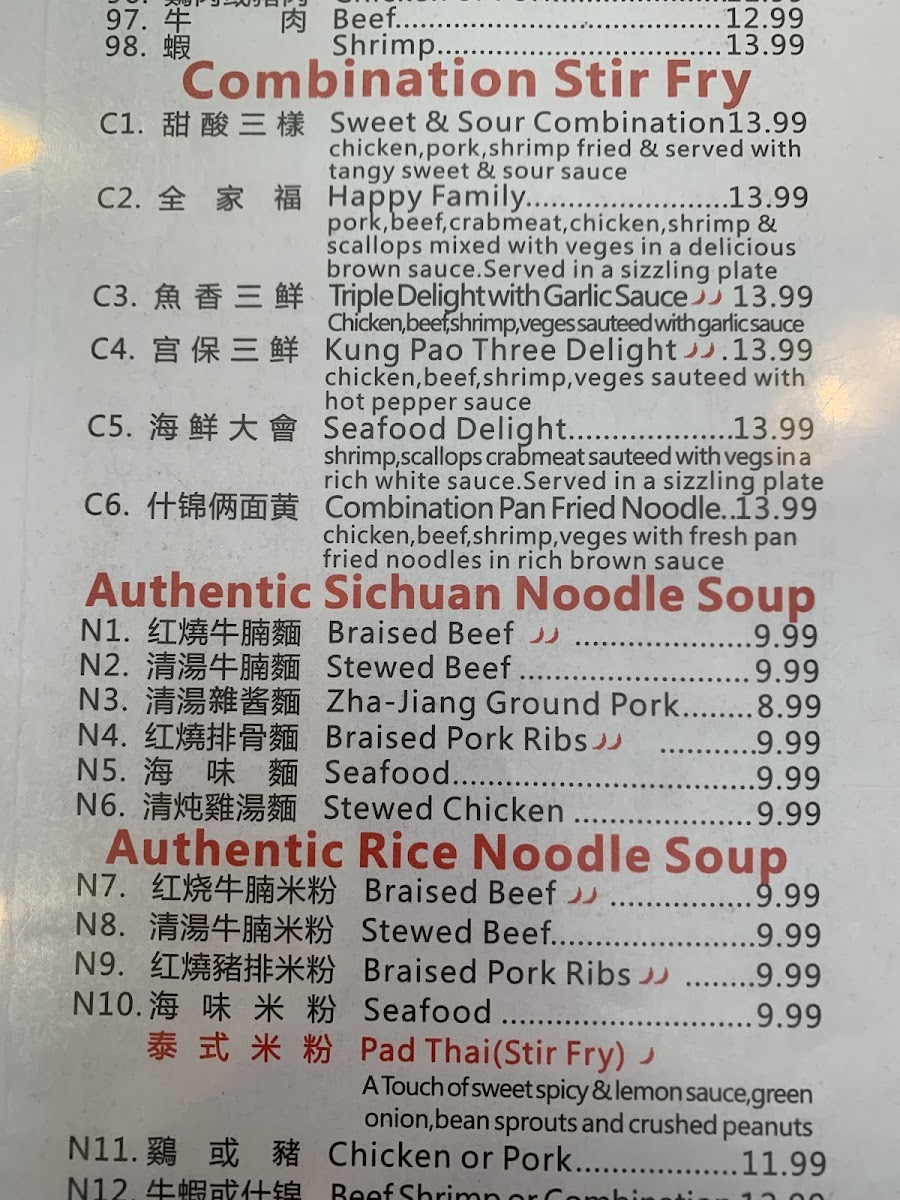 97. 牛 肉 Beef..............................12.99
98. 蝦 Shrimp..........................13.99
Combination Stir Fry
C1. 甜酸三樣 Sweet & Sour Combination13.99
chicken,pork,shrimp fried & served with
tangy sweet & sour sauce
C2. 全家福 Happy Family......................13.99
pork,beef,crabmeat,chicken,shrimp &
scallops mixed with veges in a delicious
brown sauce.Served in a sizzling plate
C3. 魚香三鲜 Triple Delight with Garlic Sauce 13.99
Chicken,beef,shrimp,veges sauteed with garlic sauce
C4. 宫保三鲜 Kung Pao Three Delight .13.99
chicken,beef,shrimp,veges sauteed with
hot pepper sauce
C5. 海鮮大會 Seafood Delight..................13.99
shrimp,scallops crabmeat sauteed with vegs in a
rich white sauce.Served in a sizzling plate
C6. 什锦俩面黄 Combination Pan Fried Noodle..13.99
chicken,beef,shrimp,veges with fresh pan
fried noodles in rich brown sauce
Authentic Sichuan Noodle Soup
N1. 红燒牛腩麵 Braised Beef ...................9.99
N2. 清湯牛腩麵 Stewed Beef.........................9.99
N3. 清湯雜酱麵 Zha-Jiang Ground Pork........8.99
N4. 红燒排骨麵 Braised Pork Ribs ............9.99
N5. 海味麵 Seafood................................9.99
N6. 清炖雞湯麵 Stewed Chicken ...................9.99
Authentic Rice Noodle Soup
N7. 红烧牛腩米粉 Braised Beef ...............9.99
N8. 清湯牛腩米粉 Stewed Beef......................9.99
N9. 红燒豬排米粉 Braised Pork Ribs ........9.99
N10. 海味米粉 Seafood ...........................9.99
泰式米粉 Pad Thai(Stir Fry)
A Touch of sweet spicy & lemon sauce,green
onion,bean sprouts and crushed peanuts
N11. 鷄或豬 Chicken or Pork..................11.99
N12. 牛蝦或什锦 Beef Shrimp or Combination